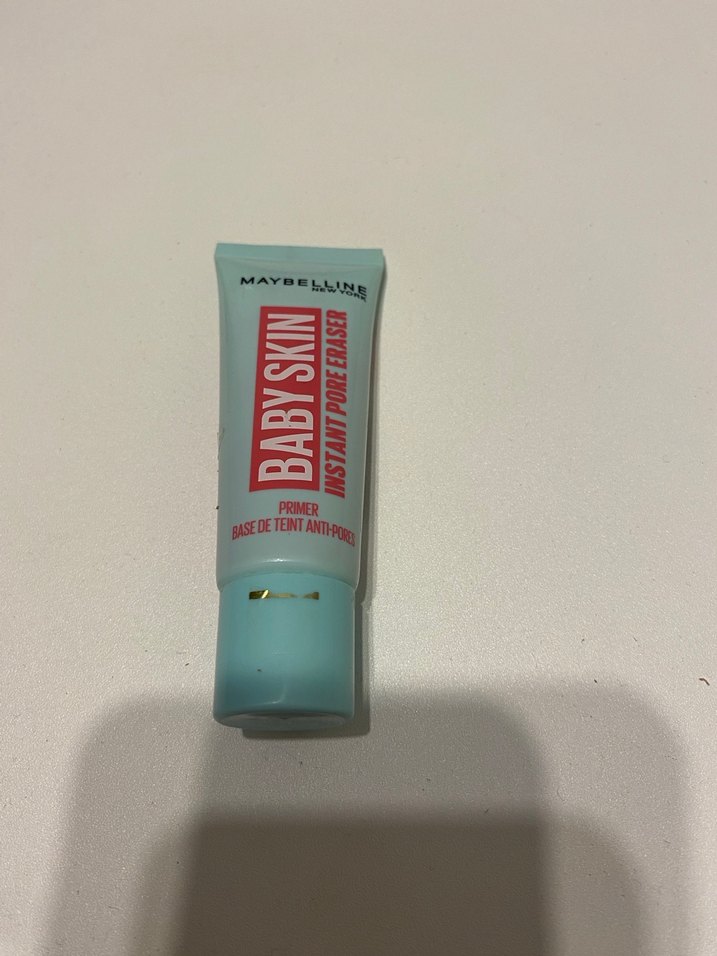 MAYBELLINE
NEW YORK
BABY SKIN
INSTANT PORE ERASER
PRIMER
BASE DE TEINT ANTI-PORES